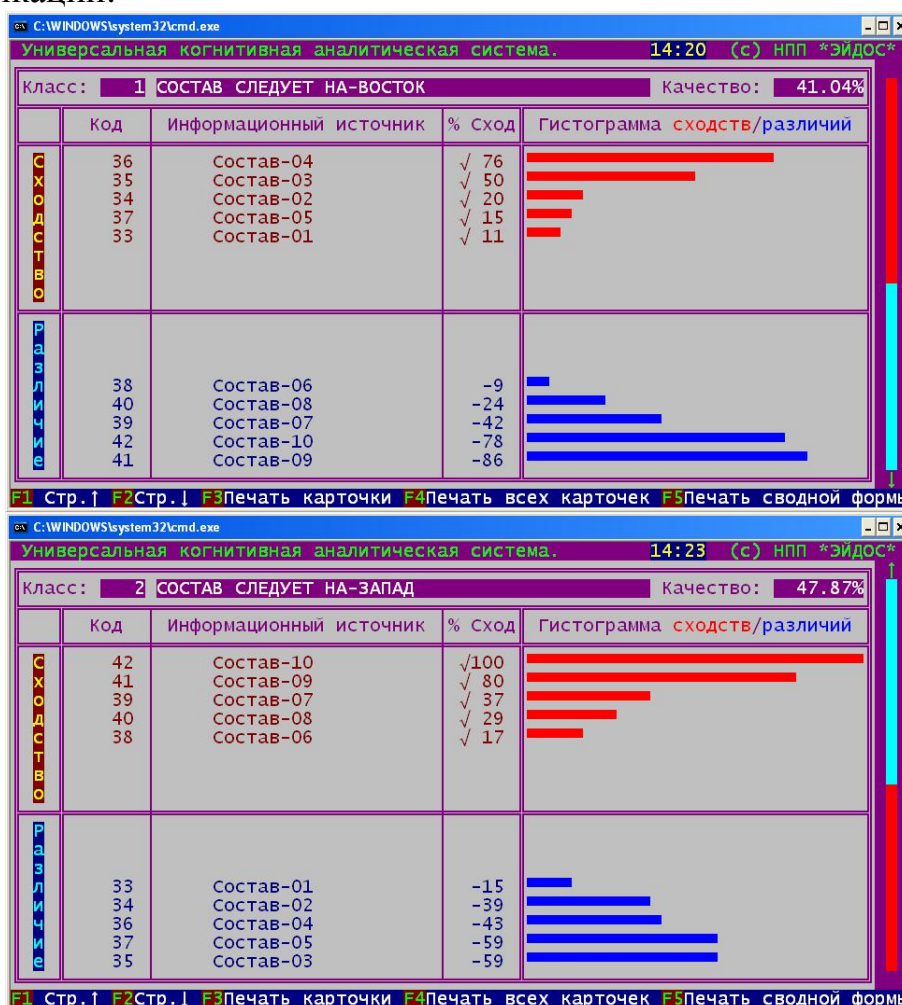 кации.
C:\WINDOWS\system32\cmd.exe
Универсальная когнитивная аналитическая система. 14:20 (c) НПП *ЭЙДОС*
Класс: 1 СОСТАВ СЛЕДУЕТ НА-ВОСТОК Качество: 41.04%
Код Информационный источник % Сход Гистограмма сходств/различий
Сходство
36 Состав-04 √ 76
35 Состав-03 √ 50
34 Состав-02 √ 20
37 Состав-05 √ 15
33 Состав-01 √ 11
Различие
38 Состав-06 -9
40 Состав-08 -24
39 Состав-07 -42
42 Состав-10 -78
41 Состав-09 -86
F1 Стр.↑ F2Стр.↓ F3Печать карточки F4Печать всех карточек F5Печать сводной формы
C:\WINDOWS\system32\cmd.exe
Универсальная когнитивная аналитическая система. 14:23 (c) НПП *ЭЙДОС*
Класс: 2 СОСТАВ СЛЕДУЕТ НА-ЗАПАД Качество: 47.87%
Код Информационный источник % Сход Гистограмма сходств/различий
Сходство
42 Состав-10 √100
41 Состав-09 √ 80
39 Состав-07 √ 37
40 Состав-08 √ 29
38 Состав-06 √ 17
Различие
33 Состав-01 -15
34 Состав-02 -39
36 Состав-04 -43
37 Состав-05 -59
35 Состав-03 -59
F1 Стр.↑ F2Стр.↓ F3Печать карточки F4Печать всех карточек F5Печать сводной формы